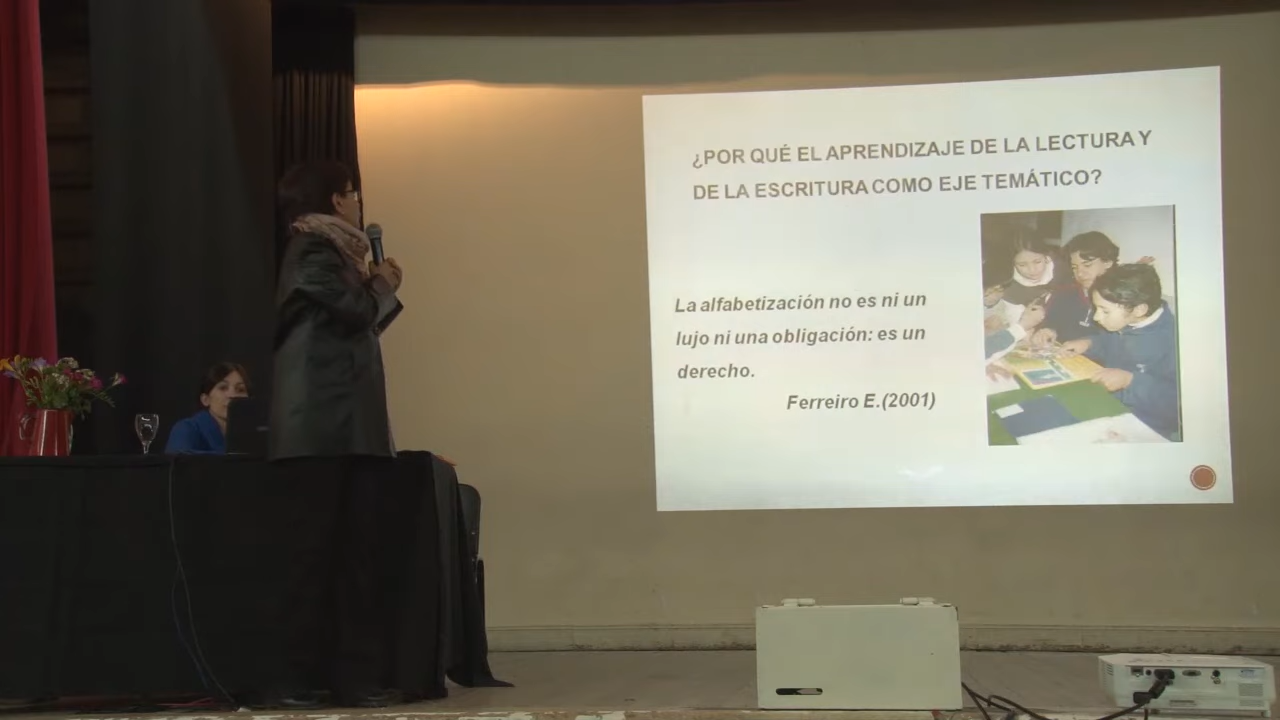 ¿POR QUÉ EL APRENDIZAJE DE LA LECTURA Y
DE LA ESCRITURA COMO EJE TEMÁTICO?
La alfabetización no es ni un
lujo ni una obligación: es un
derecho.
Ferreiro E.(2001)